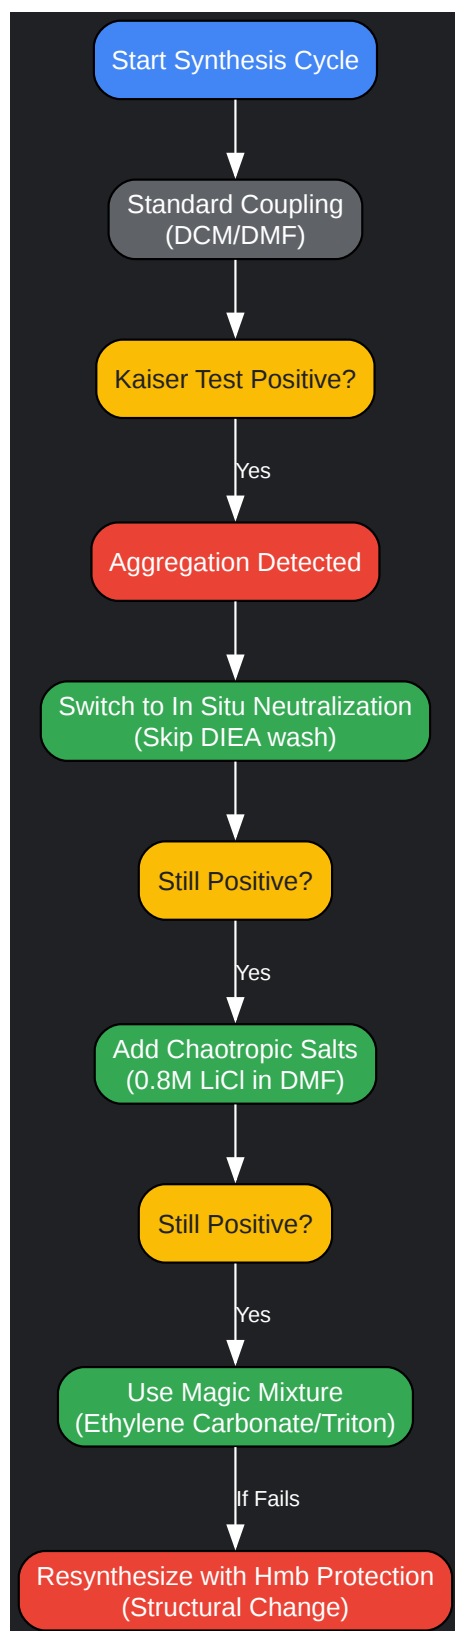 Start Synthesis Cycle
Standard Coupling
(DCM/DMF)
Kaiser Test Positive?
Yes
Aggregation Detected
Switch to In Situ Neutralization
(Skip DIEA wash)
Still Positive?
Yes
Add Chaotropic Salts
(0.8M LiCl in DMF)
Still Positive?
Yes
Use Magic Mixture
(Ethylene Carbonate/Triton)
If Fails
Resynthesize with Hmb Protection
(Structural Change)